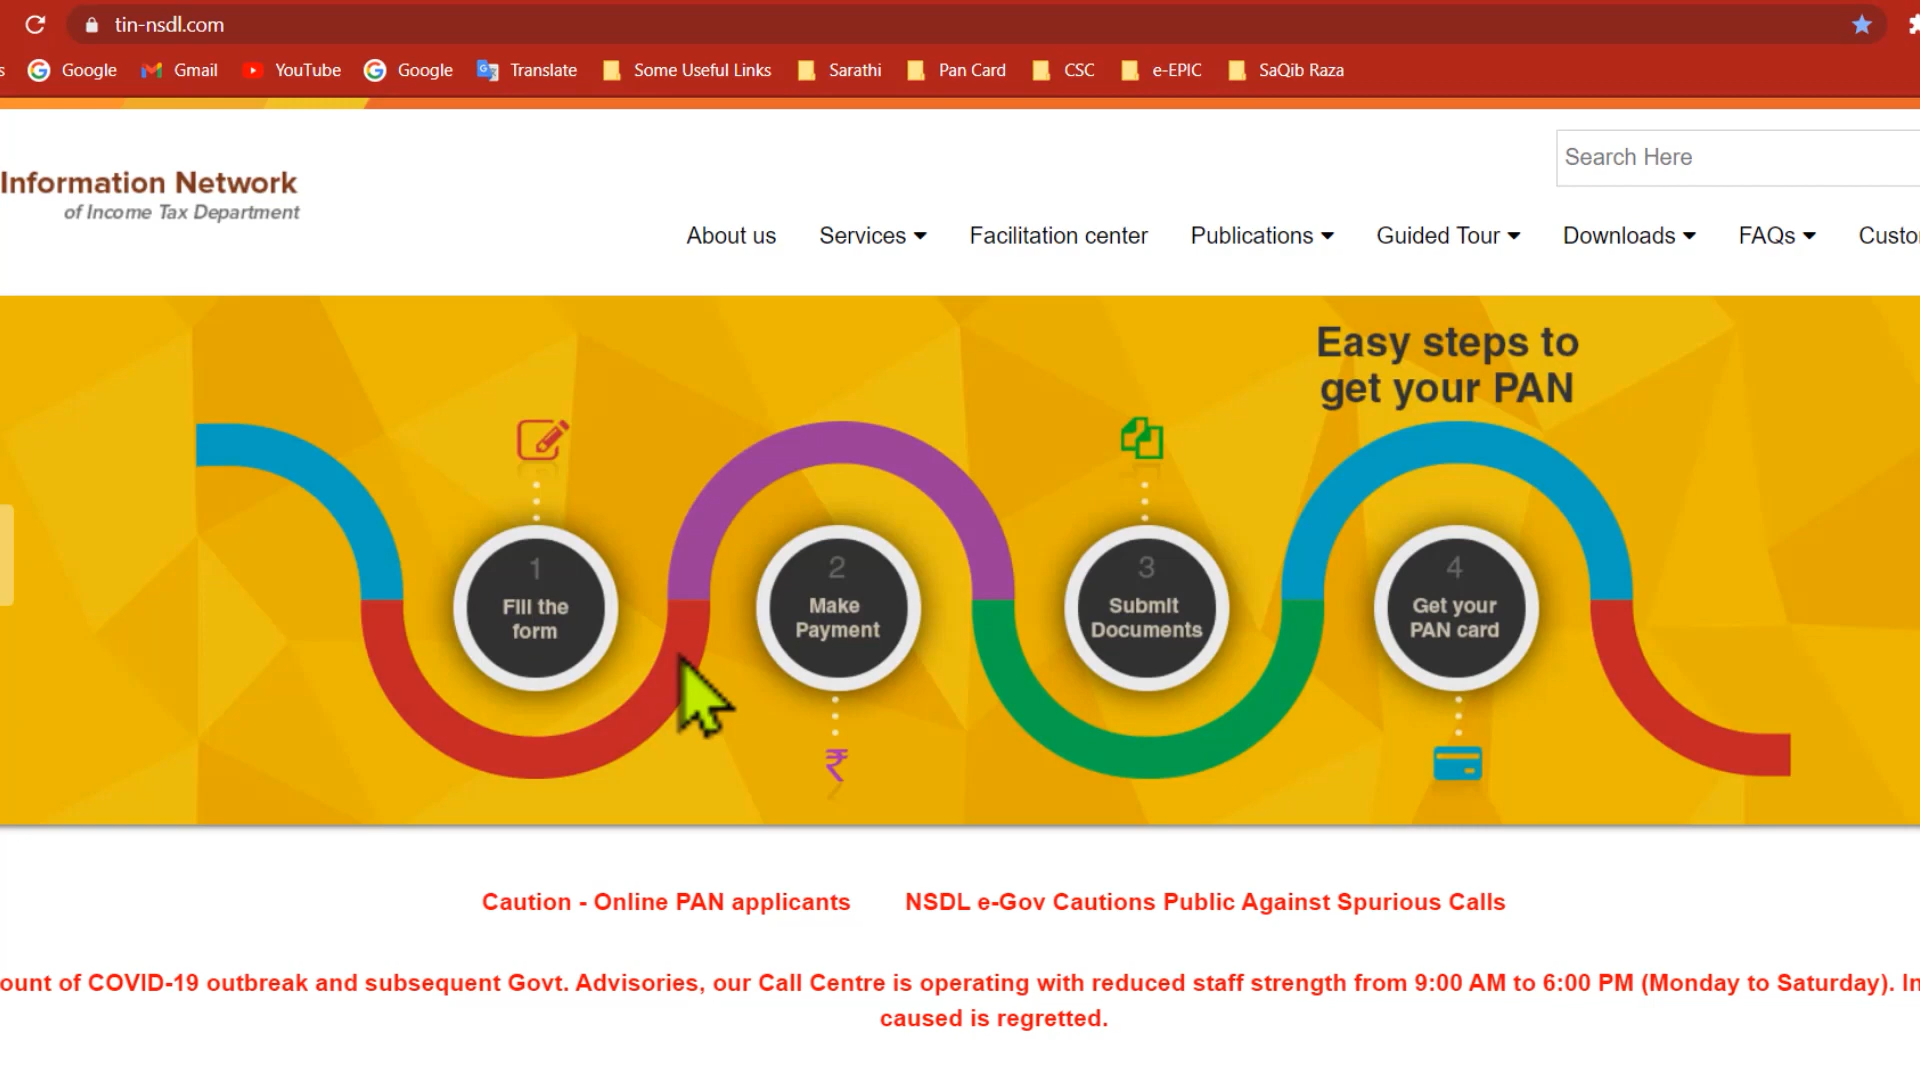 tin-nsdl.com
s Google Gmail YouTube Google Translate Some Useful Links Sarathi Pan Card CSC e-EPIC SaQib Raza
Search Here
Information Network
of Income Tax Department
About us Services Facilitation center Publications Guided Tour Downloads FAQs Custo
Easy steps to
get your PAN
1
Fill the
form
2
Make
Payment
3
Submit
Documents
4
Get your
PAN card
₹
Caution - Online PAN applicants NSDL e-Gov Cautions Public Against Spurious Calls
ount of COVID-19 outbreak and subsequent Govt. Advisories, our Call Centre is operating with reduced staff strength from 9:00 AM to 6:00 PM (Monday to Saturday). In
caused is regretted.